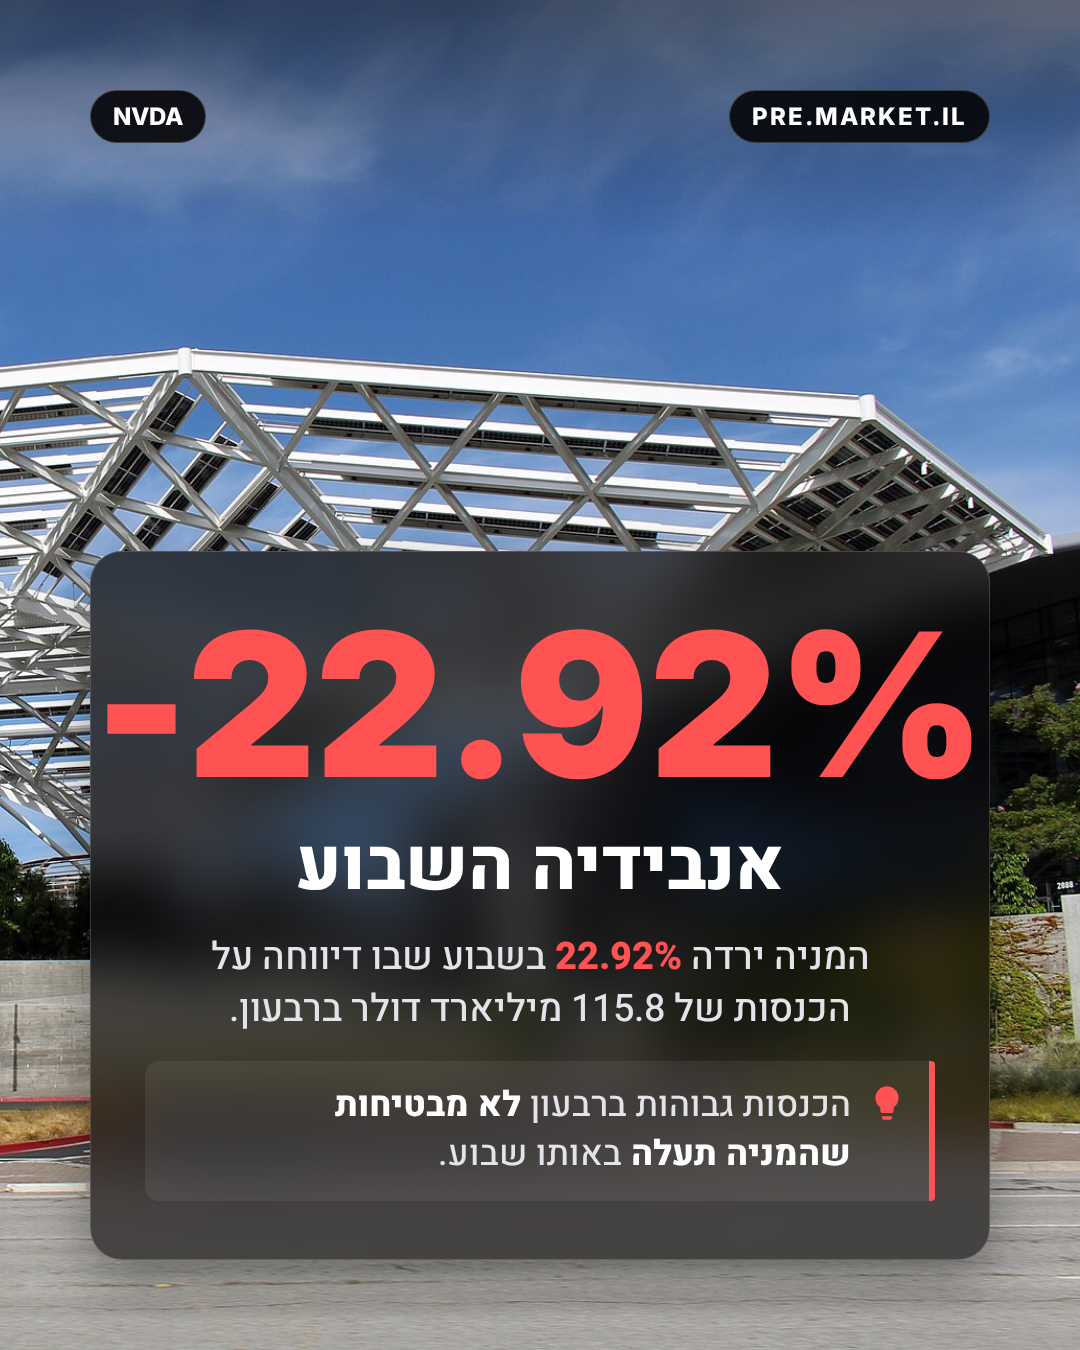 NVDA
PRE.MARKET.IL
-22.92%
אנבידיה השבוע
המניה ירדה 22.92% בשבוע שבו דיווחה על
הכנסות של 115.8 מיליארד דולר ברבעון.
הכנסות גבוהות ברבעון לא מבטיחות
שהמניה תעלה באותו שבוע.
2888